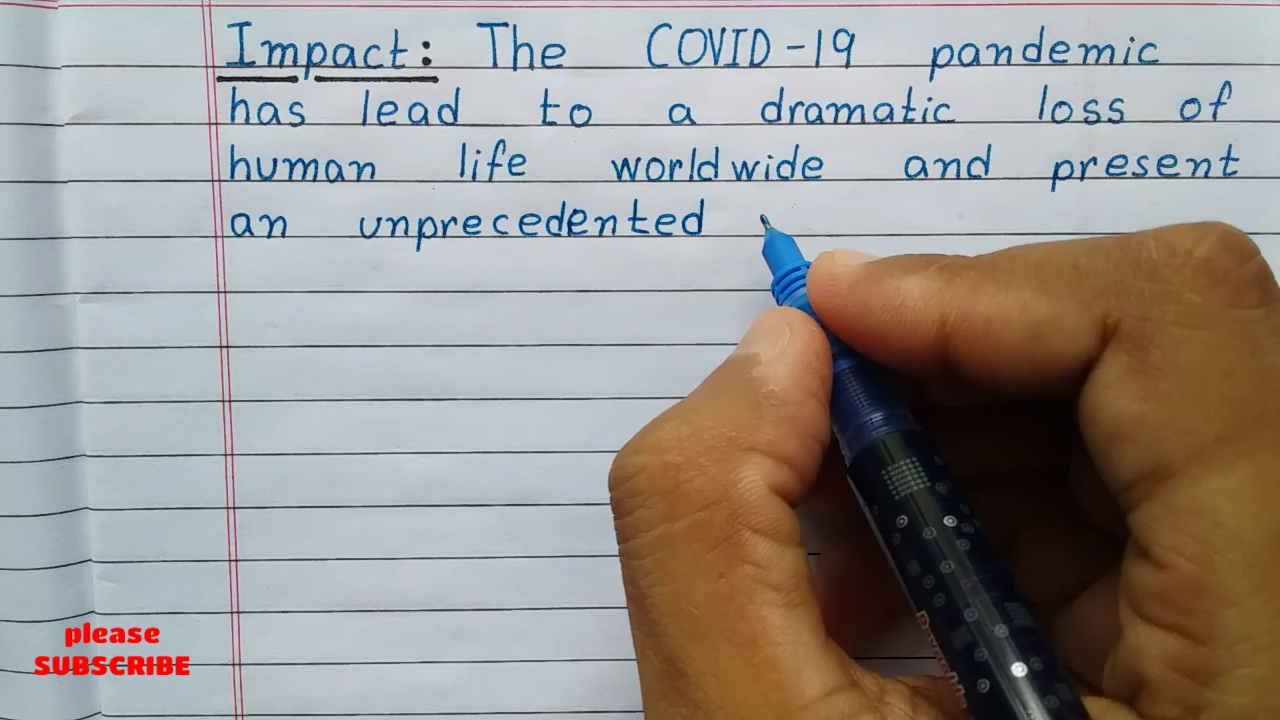 Impact: The COVID-19 pandemic
has lead to a dramatic loss of
human life worldwide and present
an unprecedented
please
SUBSCRIBE